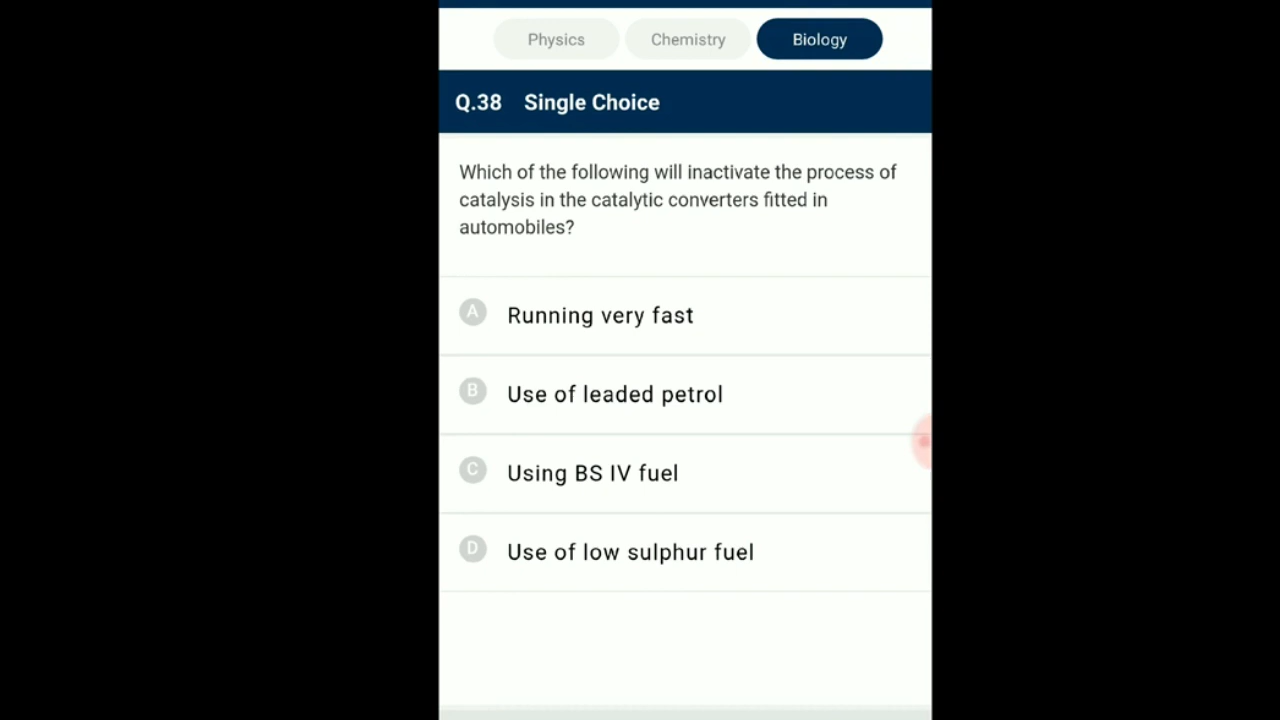 Physics Chemistry Biology
Q.38 Single Choice
Which of the following will inactivate the process of
catalysis in the catalytic converters fitted in
automobiles?
A Running very fast
B Use of leaded petrol
C Using BS IV fuel
D Use of low sulphur fuel